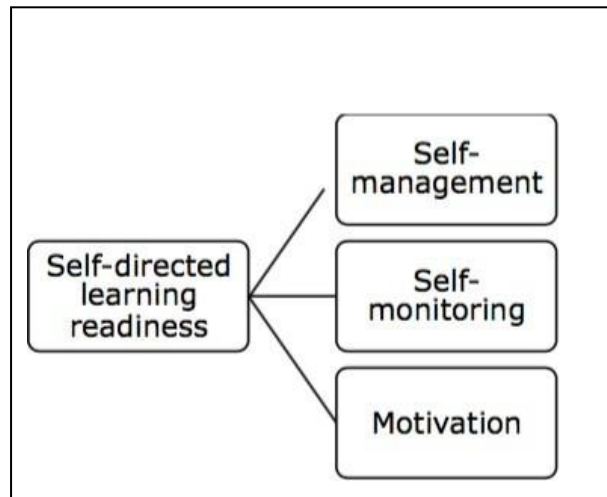 Self-directed
learning
readiness
Self-
management
Self-
monitoring
Motivation